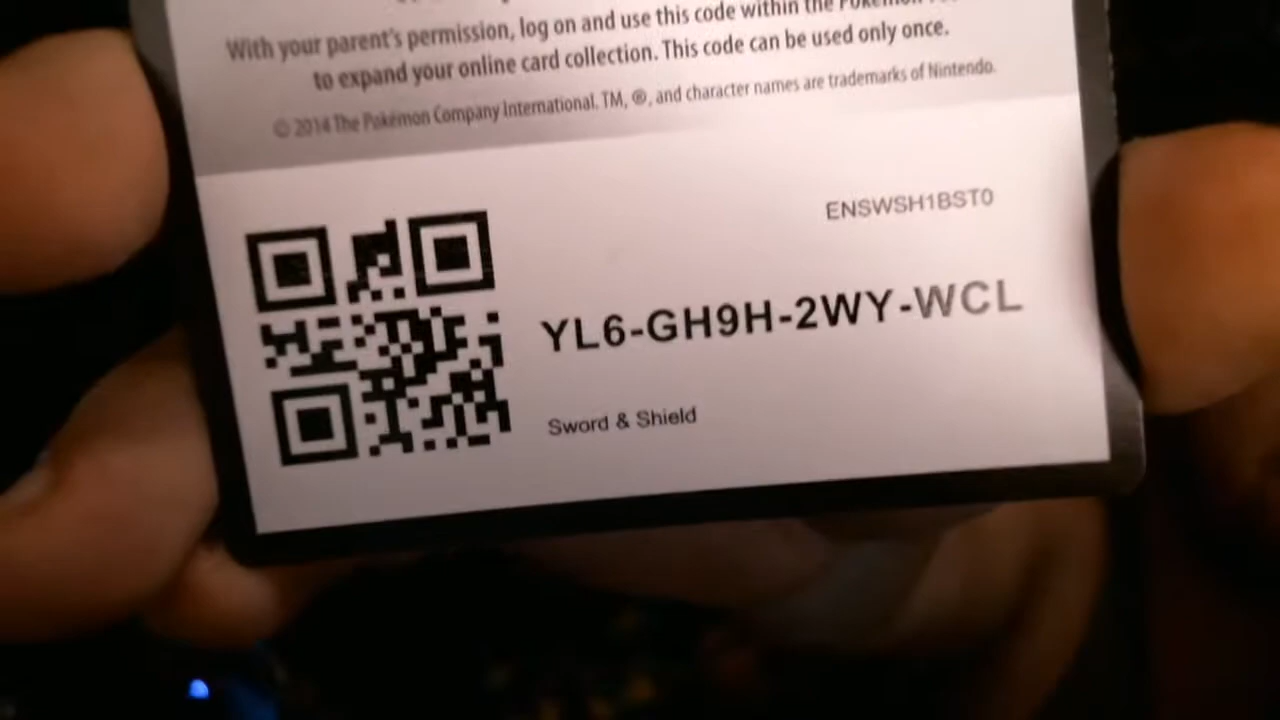 With your parent's permission, log on and use this code within the
to expand your online card collection. This code can be used only once.
© 2014 The Pokémon Company International. TM, ®, and character names are trademarks of Nintendo.
ENSWSH1BST0
YL6-GH9H-2WY-WCL
Sword & Shield